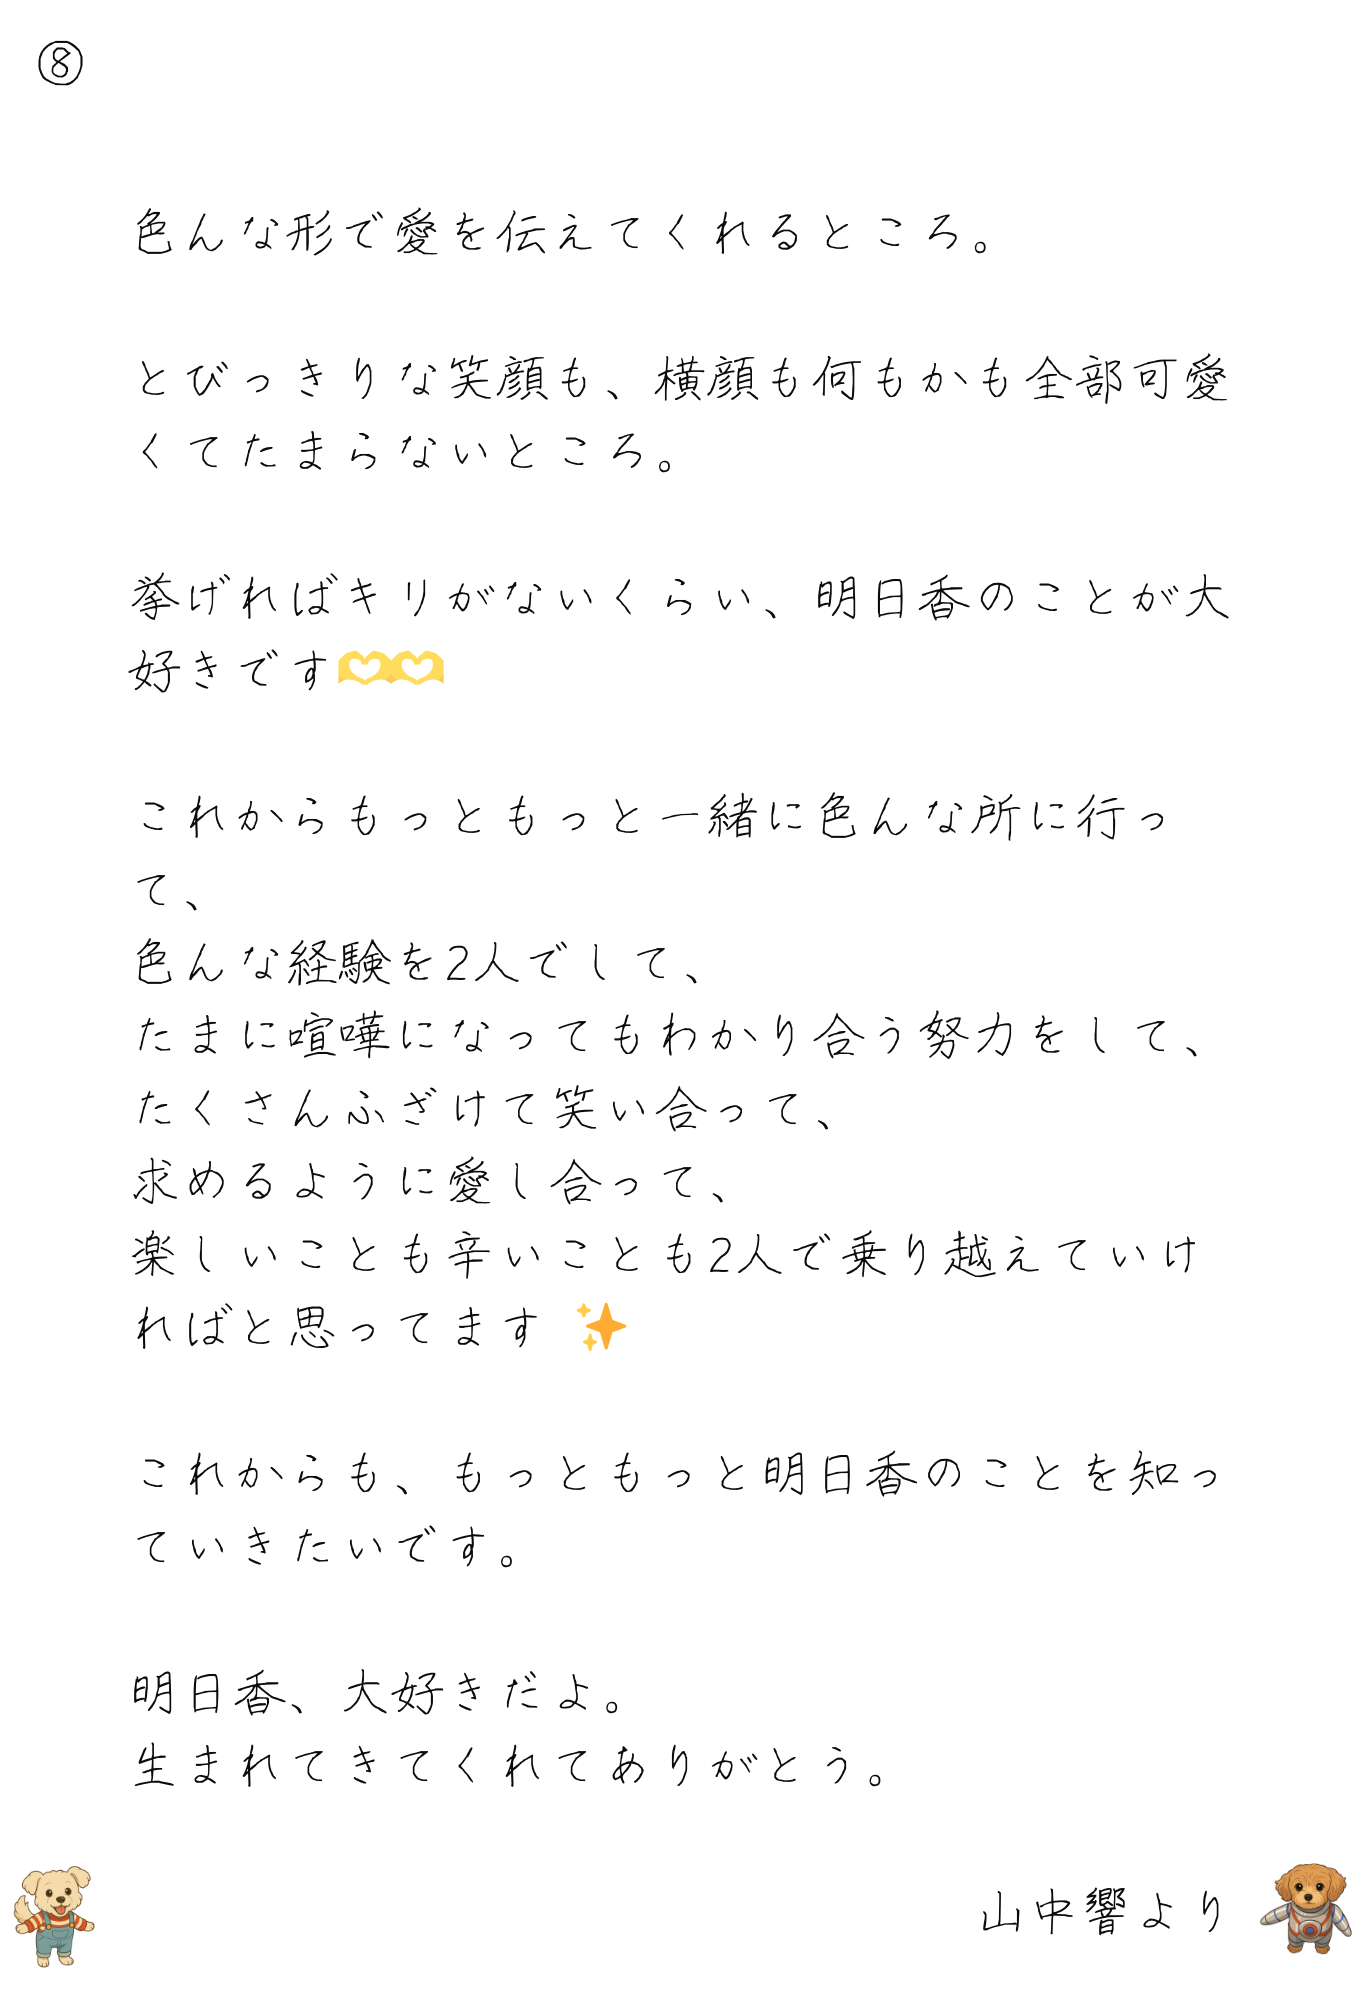 ⑧
色んな形で愛を伝えてくれるところ。
とびっきりな笑顔も、横顔も何もかも全部可愛
くてたまらないところ。
挙げればキリがないくらい、明日香のことが大
好きです🫶🫶
これからもっともっと一緒に色んな所に行っ
て、
色んな経験を2人でして、
たまに喧嘩になってもわかり合う努力をして、
たくさんふざけて笑い合って、
求めるように愛し合って、
楽しいことも辛いことも2人で乗り越えていけ
ればと思ってます ✨
これからも、もっともっと明日香のことを知っ
ていきたいです。
明日香、大好きだよ。
生まれてきてくれてありがとう。
山中響より